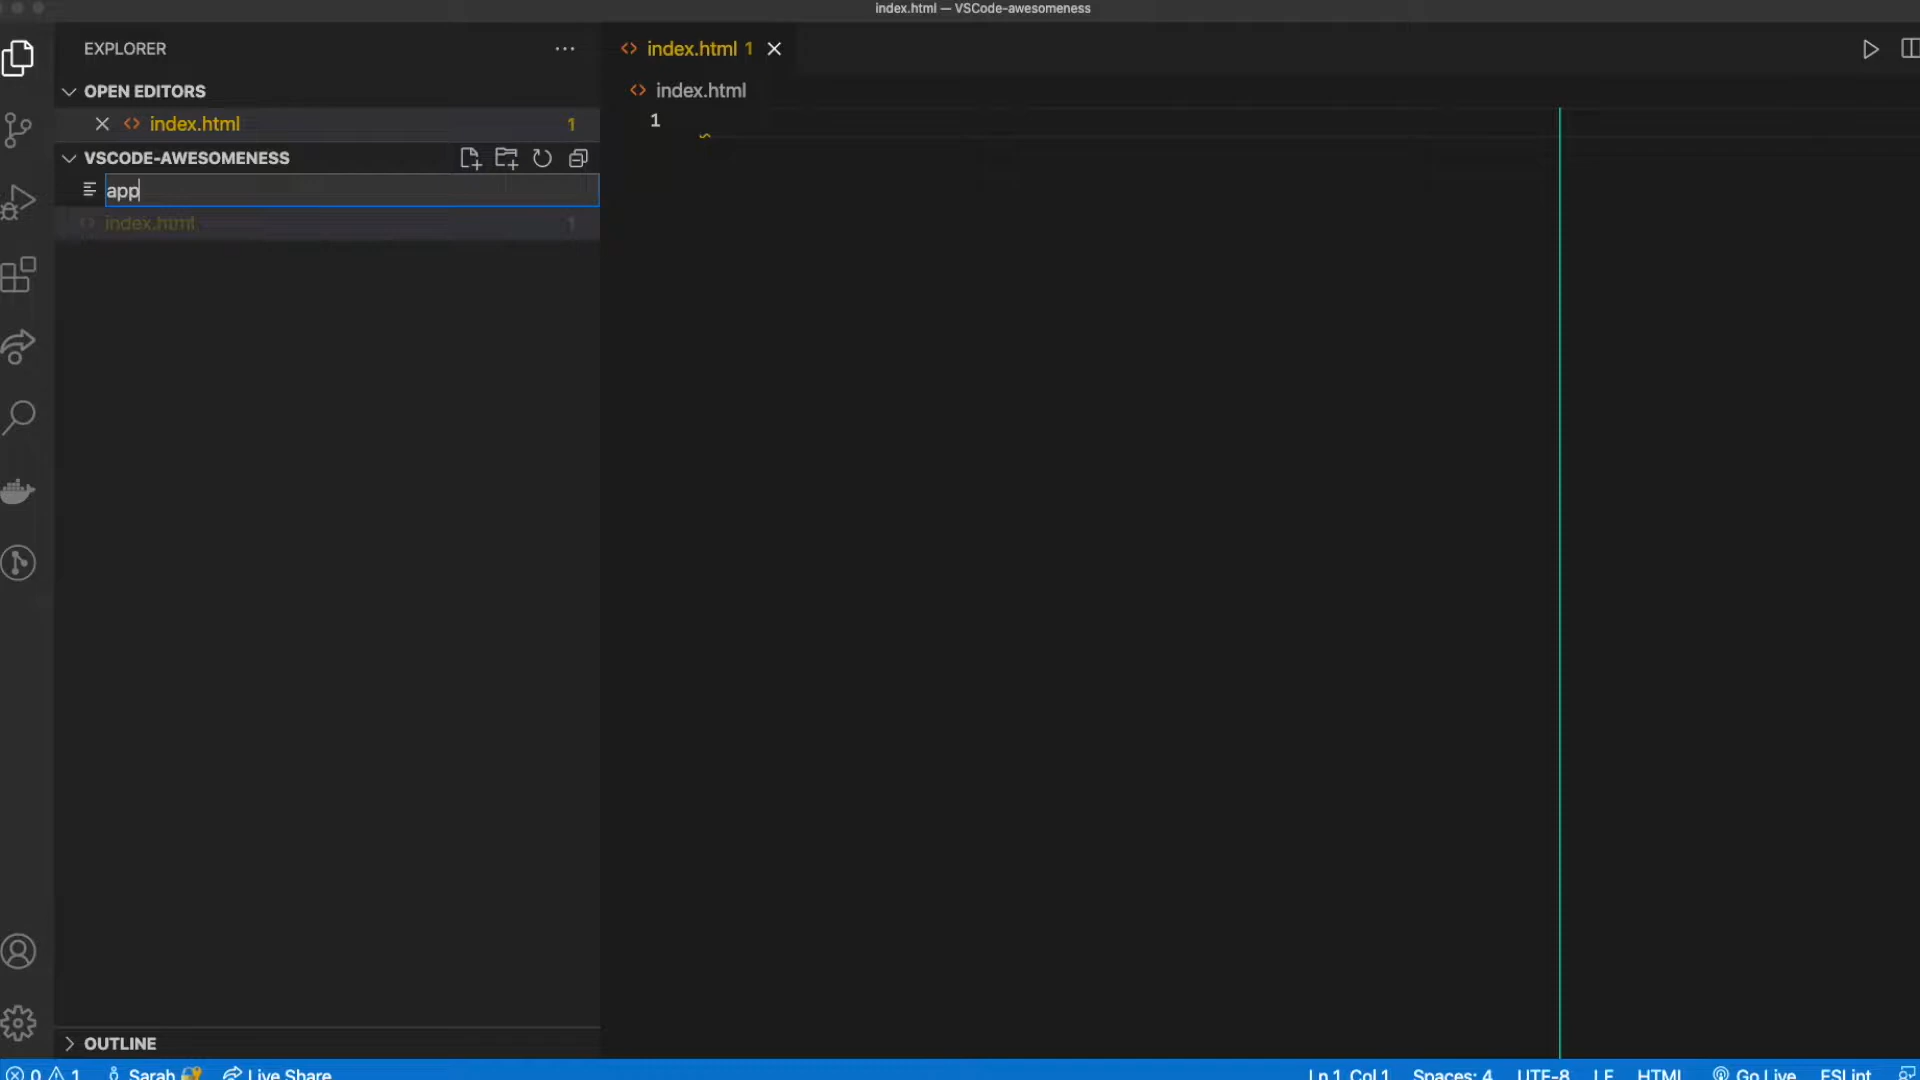 index.html — VSCode-awesomeness
EXPLORER
index.html 1
OPEN EDITORS
index.html
index.html 1
1
VSCODE-AWESOMENESS
app
index.html 1
OUTLINE
0 1 Sarah Live Share Ln 1, Col 1 Spaces: 4 UTF-8 LF HTML Go Live ESLint